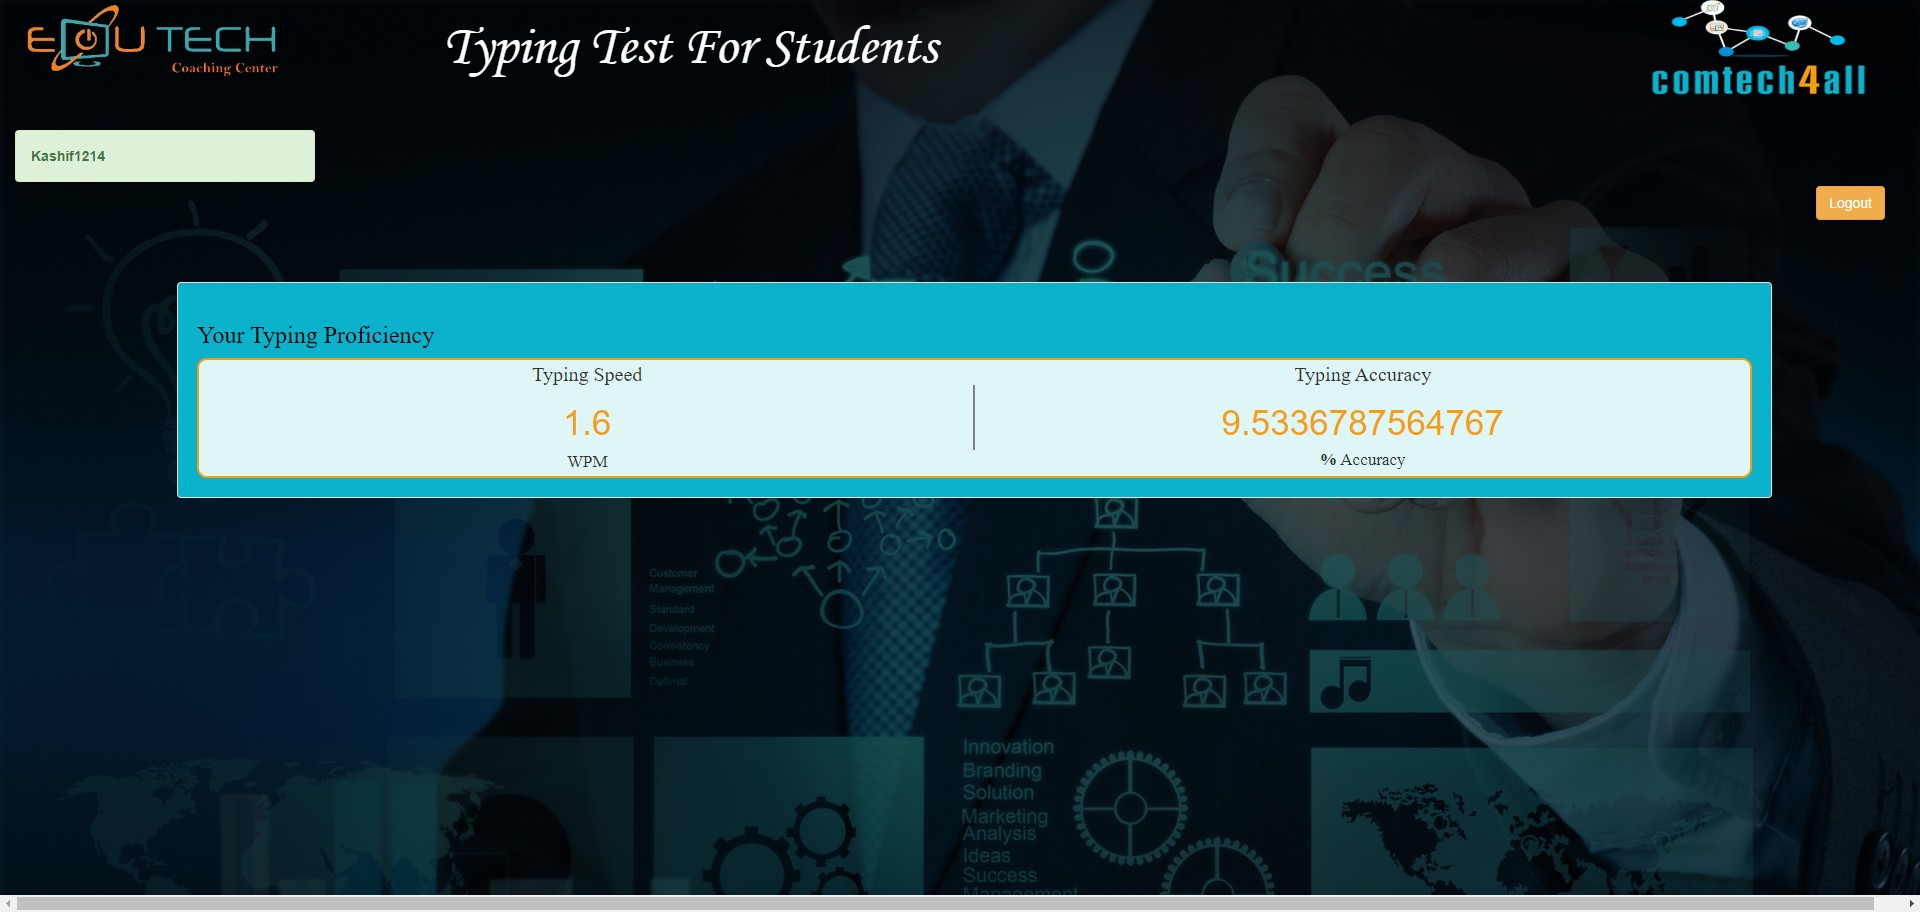 EDUTECH
Coaching Center
Typing Test For Students
comtech4all
Kashif1214
Logout
Success
Your Typing Proficiency
Typing Speed
1.6
WPM
Typing Accuracy
9.5336787564767
% Accuracy
Customer
Management
Standard
Development
Consistency
Business
Optimal
Innovation
Branding
Solution
Marketing
Analysis
Ideas
Success
Management